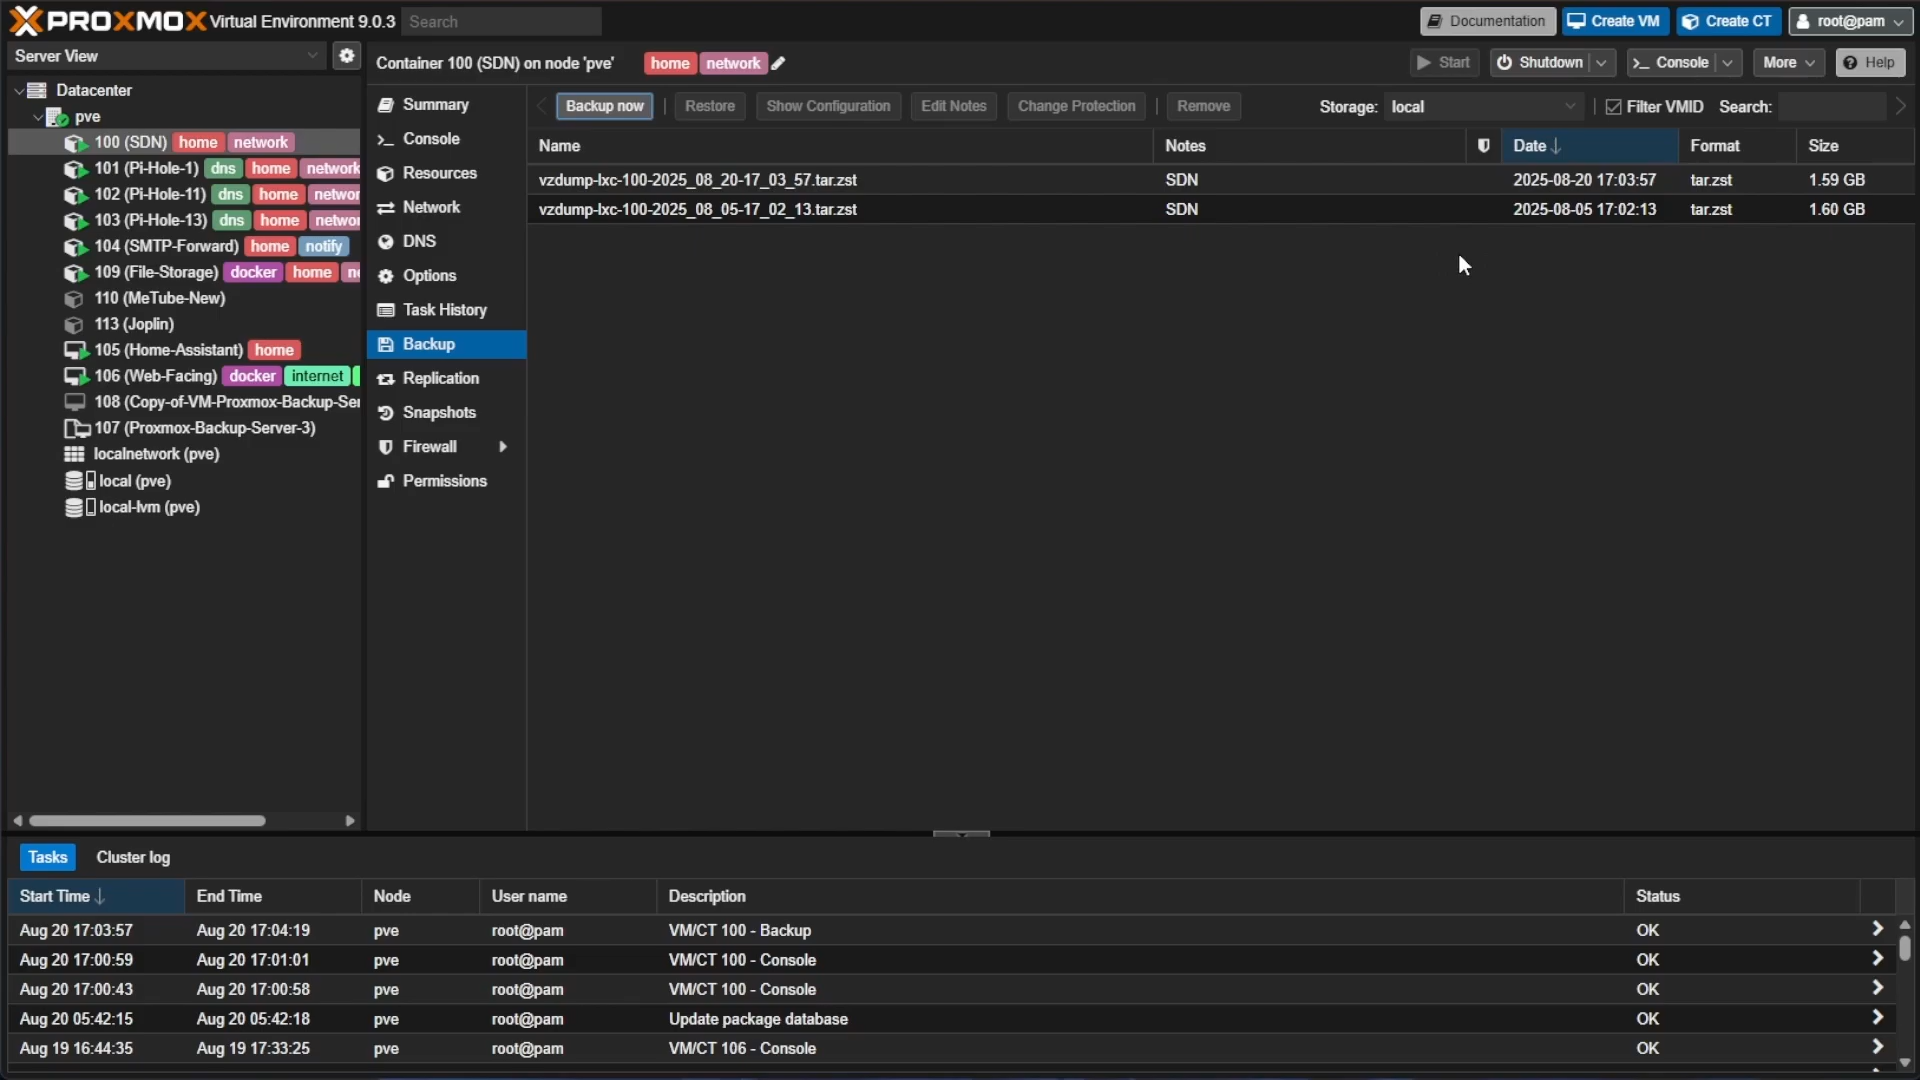 PROXMOX Virtual Environment 9.0.3 Search Documentation Create VM Create CT root@pam
Server View
Container 100 (SDN) on node 'pve' home network Start Shutdown Console More Help
Datacenter
pve
100 (SDN) home network
101 (Pi-Hole-1) dns home network
102 (Pi-Hole-11) dns home networ
103 (Pi-Hole-13) dns home networ
104 (SMTP-Forward) home notify
109 (File-Storage) docker home ne
110 (MeTube-New)
113 (Joplin)
105 (Home-Assistant) home
106 (Web-Facing) docker internet
108 (Copy-of-VM-Proxmox-Backup-Ser
107 (Proxmox-Backup-Server-3)
localnetwork (pve)
local (pve)
local-lvm (pve)
Summary
Console
Resources
Network
DNS
Options
Task History
Backup
Replication
Snapshots
Firewall
Permissions
Backup now Restore Show Configuration Edit Notes Change Protection Remove Storage: local Filter VMID Search:
Name Notes Date Format Size
vzdump-lxc-100-2025_08_20-17_03_57.tar.zst SDN 2025-08-20 17:03:57 tar.zst 1.59 GB
vzdump-lxc-100-2025_08_05-17_02_13.tar.zst SDN 2025-08-05 17:02:13 tar.zst 1.60 GB
Tasks Cluster log
Start Time End Time Node User name Description Status
Aug 20 17:03:57 Aug 20 17:04:19 pve root@pam VM/CT 100 - Backup OK
Aug 20 17:00:59 Aug 20 17:01:01 pve root@pam VM/CT 100 - Console OK
Aug 20 17:00:43 Aug 20 17:00:58 pve root@pam VM/CT 100 - Console OK
Aug 20 05:42:15 Aug 20 05:42:18 pve root@pam Update package database OK
Aug 19 16:44:35 Aug 19 17:33:25 pve root@pam VM/CT 106 - Console OK